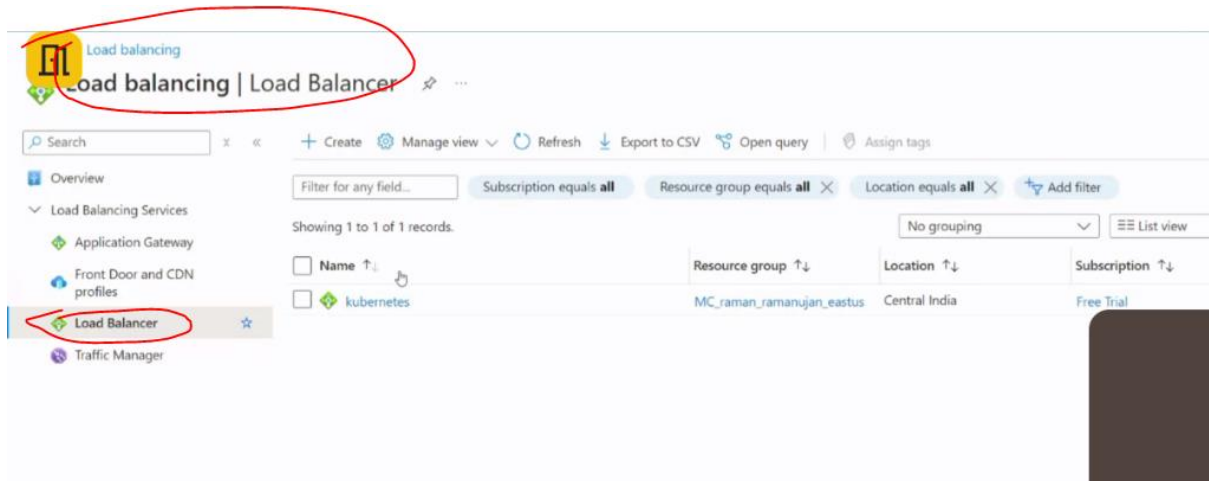 Load balancing
Load balancing | Load Balancer ...
Search
Create Manage view Refresh Export to CSV Open query Assign tags
Overview
Filter for any field... Subscription equals all Resource group equals all Location equals all Add filter
Load Balancing Services
Showing 1 to 1 of 1 records. No grouping List view
Application Gateway
Name Resource group Location Subscription
Front Door and CDN
profiles
kubernetes MC_raman_ramanujan_eastus Central India Free Trial
Load Balancer
Traffic Manager